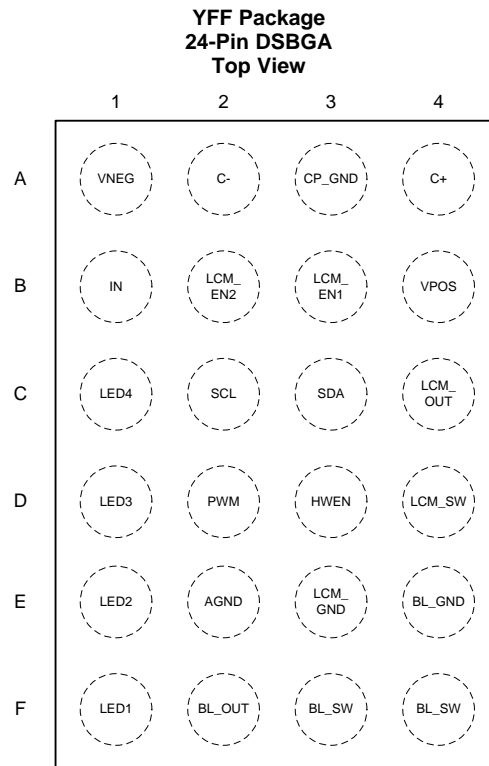 YFF Package
24-Pin DSBGA
Top View
1 2 3 4
A VNEG C- CP_GND C+
B IN LCM_ EN2 LCM_ EN1 VPOS
C LED4 SCL SDA LCM_ OUT
D LED3 PWM HWEN LCM_SW
E LED2 AGND LCM_ GND BL_GND
F LED1 BL_OUT BL_SW BL_SW